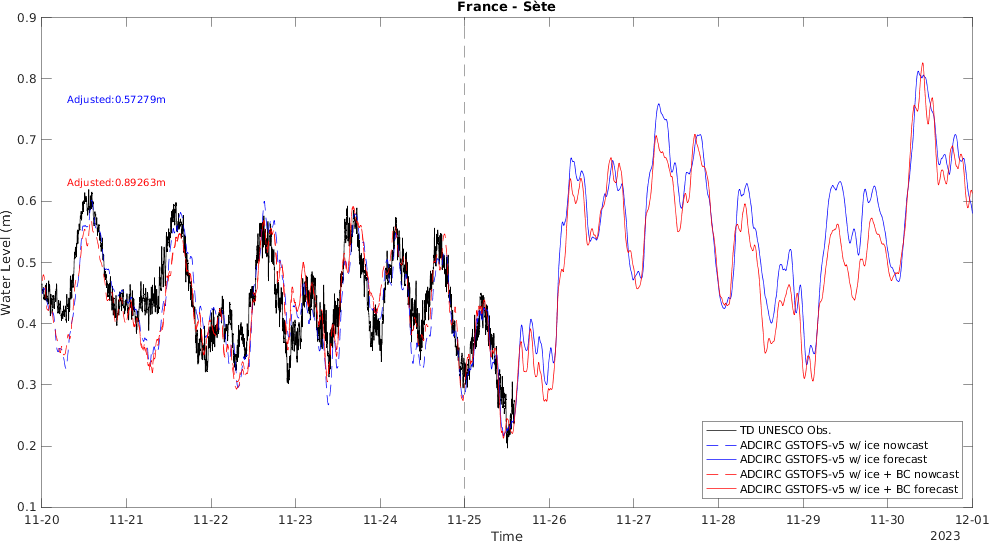 France - Sète
0.9
0.8
0.7
0.6
0.5
0.4
0.3
0.2
0.1
Water Level (m)
Adjusted:0.57279m
Adjusted:0.89263m
TD UNESCO Obs.
ADCIRC GSTOFS-v5 w/ ice nowcast
ADCIRC GSTOFS-v5 w/ ice forecast
ADCIRC GSTOFS-v5 w/ ice + BC nowcast
ADCIRC GSTOFS-v5 w/ ice + BC forecast
11-20 11-21 11-22 11-23 11-24 11-25 11-26 11-27 11-28 11-29 11-30 12-01
Time
2023